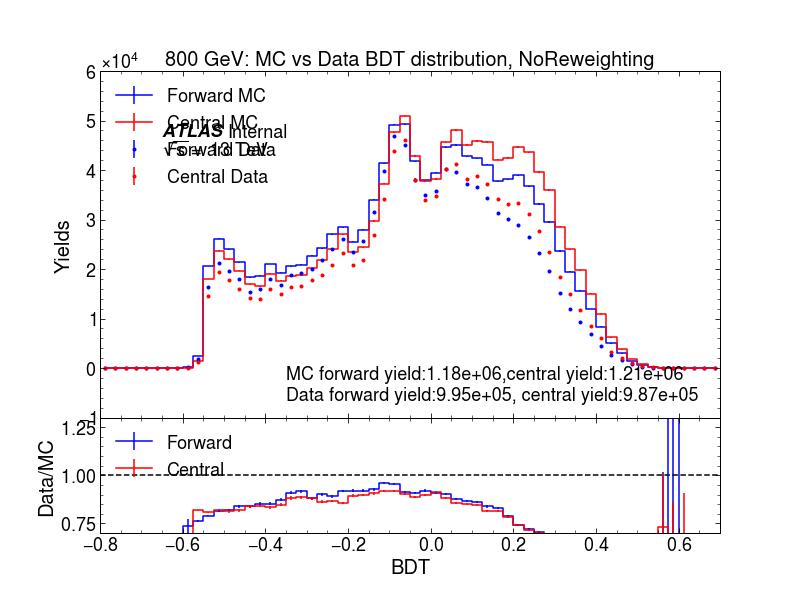 ×10⁴
800 GeV: MC vs Data BDT distribution, NoReweighting
6
5
4
3
2
1
0
−1
Yields
Forward MC
Central MC
ATLAS Internal
Forward Data
Central Data
MC forward yield:1.18e+06,central yield:1.21e+06
Data forward yield:9.95e+05, central yield:9.87e+05
1.25
1.00
0.75
Data/MC
Forward
Central
−0.8 −0.6 −0.4 −0.2 0.0 0.2 0.4 0.6
BDT